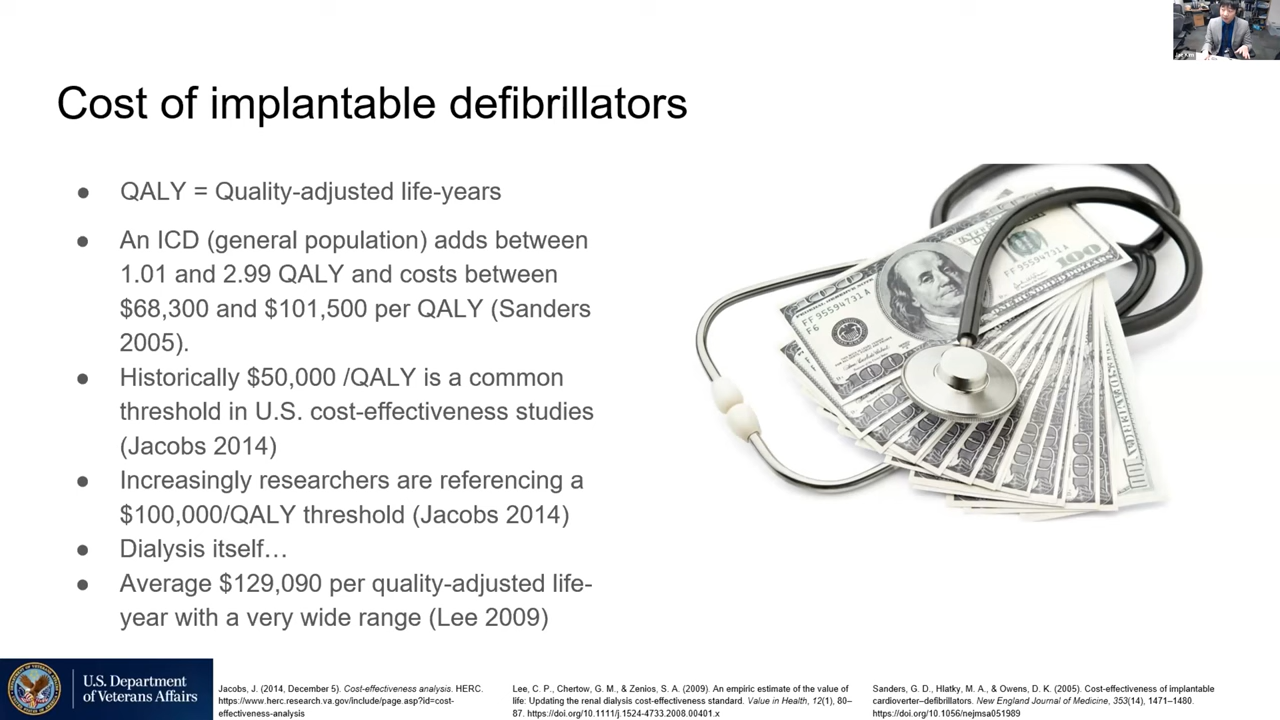 Cost of implantable defibrillators
● QALY = Quality-adjusted life-years
● An ICD (general population) adds between
1.01 and 2.99 QALY and costs between
$68,300 and $101,500 per QALY (Sanders
2005).
● Historically $50,000 /QALY is a common
threshold in U.S. cost-effectiveness studies
(Jacobs 2014)
● Increasingly researchers are referencing a
$100,000/QALY threshold (Jacobs 2014)
● Dialysis itself…
● Average $129,090 per quality-adjusted life-
year with a very wide range (Lee 2009)
FF 95594731 A
FF 95594731 A
F6
100
100
U.S. Department
of Veterans Affairs
Jacobs, J. (2014, December 5). Cost-effectiveness analysis. HERC.
https://www.herc.research.va.gov/include/page.asp?id=cost-
effectiveness-analysis
Lee, C. P., Chertow, G. M., & Zenios, S. A. (2009). An empiric estimate of the value of
life: Updating the renal dialysis cost-effectiveness standard. Value in Health, 12(1), 80–
87. https://doi.org/10.1111/j.1524-4733.2008.00401.x
Sanders, G. D., Hlatky, M. A., & Owens, D. K. (2005). Cost-effectiveness of implantable
cardioverter–defibrillators. New England Journal of Medicine, 353(14), 1471–1480.
https://doi.org/10.1056/nejmsa051989